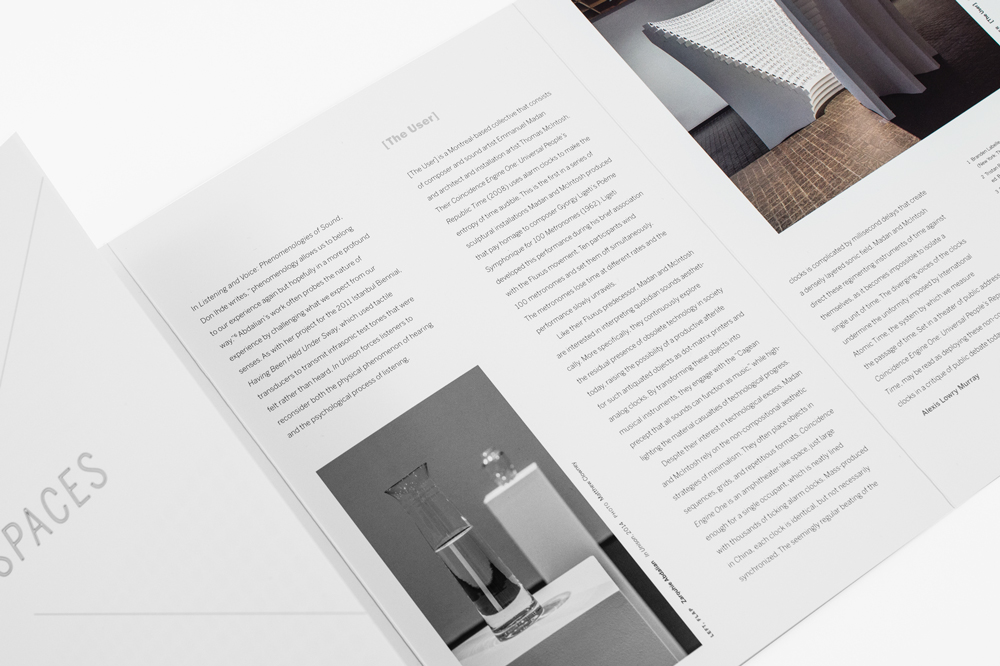 SPACES
In Listening and Voice: Phenomenologies of Sound,
Don Ihde writes, "phenomenology allows us to belong
to our experience again but hopefully in a more profound
way."⁶ Abdalian's work often probes the nature of
experience by challenging what we expect from our
senses. As with her project for the 2011 Istanbul Biennial:
Having Been Held Under Sway, which used tactile
transducers to transmit infrasonic test tones that were
felt rather than heard, In Unison forces listeners to
reconsider both the physical phenomenon of hearing
and the psychological process of listening.
LEFT, FLAP Zarouhie Abdalian In Unison, 2014 PHOTO: Matthew
[The User]
[The User] is a Montreal-based collective that consists
of composer and sound artist Emmanuel Madan
and architect and installation artist Thomas McIntosh.
Their Coincidence Engine One: Universal People's
Republic Time (2008) uses alarm clocks to make the
entropy of time audible. This is the first in a series of
sculptural installations Madan and McIntosh produced
that pay homage to composer György Ligeti's Poème
Symphonique for 100 Metronomes (1962). Ligeti
developed this performance during his brief association
with the Fluxus movement. Ten participants wind
100 metronomes and set them off simultaneously.
The metronomes lose time at different rates and the
performance slowly unravels.
Like their Fluxus predecessor, Madan and McIntosh
are interested in interpreting quotidian sounds aestheti-
cally. More specifically, they continuously explore
the residual presence of obsolete technology in society
today, raising the possibility of a productive afterlife
for such antiquated objects as dot-matrix printers and
analog clocks. By transforming these objects into
musical instruments, they engage with the "Cagean
precept that all sounds can function as music, while high-
lighting the material casualties of technological progress.
Despite their interest in technological excess, Madan
and McIntosh rely on the non-compositional aesthetic
strategies of minimalism. They often place objects in
sequences, grids, and repetitive formats. Coincidence
Engine One is an amphitheater-like space, just large
enough for a single occupant, which is neatly lined
with thousands of ticking alarm clocks. Mass-produced
in China, each clock is identical, but not necessarily
synchronized. The seemingly regular beating of the
clocks is complicated by millisecond delays that create
a densely layered sonic field. Madan and McIntosh
direct these regimenting instruments of time against
themselves, as it becomes impossible to isolate a
single unit of time. The diverging voices of the clocks
undermine the uniformity imposed by International
Atomic Time, the system by which we measure
the passage of time. Set in a theater of public address
Coincidence Engine One: Universal People's
Time, may be read as deploying these
clocks in a critique of public debate
Alexis Lowry Murray
[The User]
1 Brandon
(New York:
2